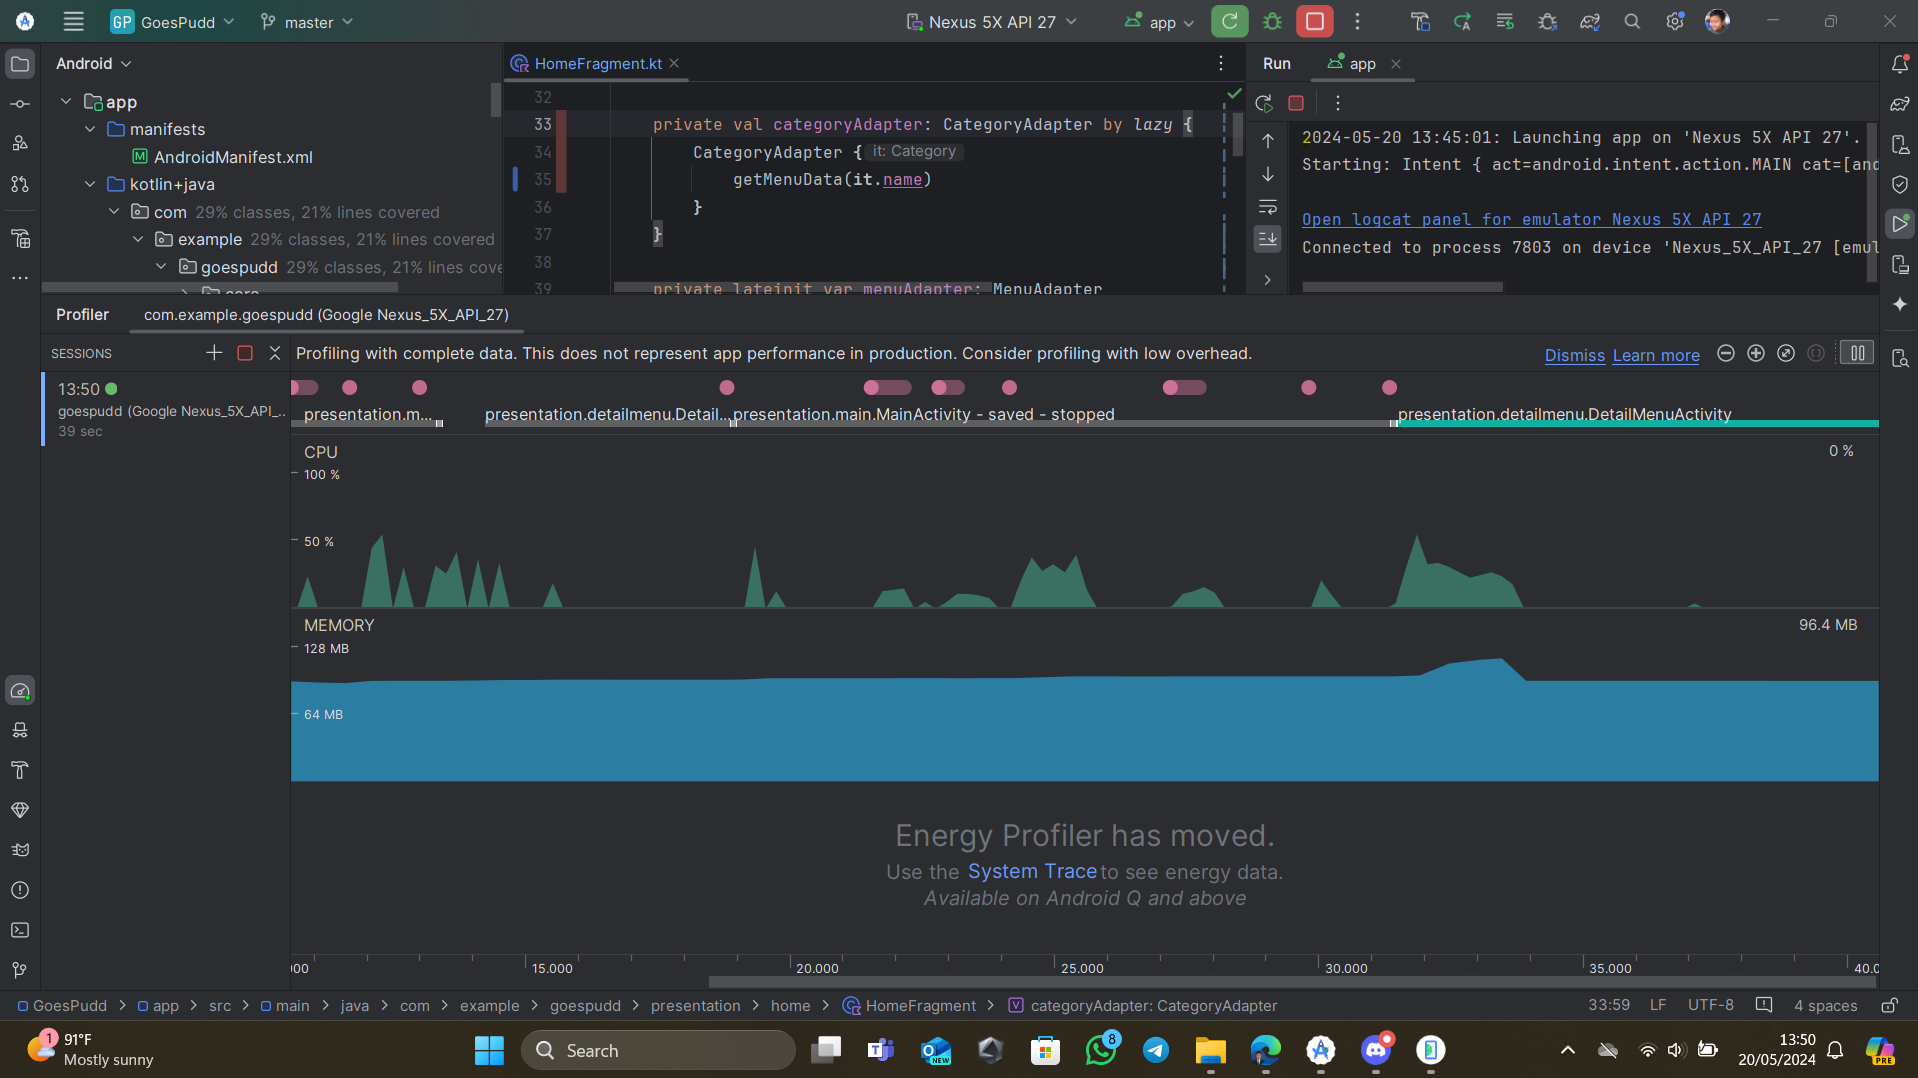 GP GoesPudd
master
Nexus 5X API 27
app
Android
app
manifests
M AndroidManifest.xml
kotlin+java
com 29% classes, 21% lines covered
example 29% classes, 21% lines covered
goespudd 29% classes, 21% lines cove
HomeFragment.kt
32
33 private val categoryAdapter: CategoryAdapter by lazy {
34 CategoryAdapter { it: Category
35 getMenuData(it.name)
36 }
37 }
38
39 private lateinit var menuAdapter: MenuAdapter
Run
app
2024-05-20 13:45:01: Launching app on 'Nexus 5X API 27'.
Starting: Intent { act=android.intent.action.MAIN cat=[and
Open logcat panel for emulator Nexus 5X API 27
Connected to process 7803 on device 'Nexus_5X_API_27 [emul
Profiler
com.example.goespudd (Google Nexus_5X_API_27)
SESSIONS
Profiling with complete data. This does not represent app performance in production. Consider profiling with low overhead.
Dismiss Learn more
13:50
goespudd (Google Nexus_5X_API_...
39 sec
presentation.m...
presentation.detailmenu.Detail...
presentation.main.MainActivity - saved - stopped
presentation.detailmenu.DetailMenuActivity
CPU
0 %
100 %
50 %
MEMORY
96.4 MB
128 MB
64 MB
Energy Profiler has moved.
Use the System Trace to see energy data.
Available on Android Q and above
000 15.000 20.000 25.000 30.000 35.000 40.0
GoesPudd > app > src > main > java > com > example > goespudd > presentation > home > HomeFragment > V categoryAdapter: CategoryAdapter
33:59 LF UTF-8 4 spaces
1
91°F
Mostly sunny
Search
NEW
8
PRE
13:50
20/05/2024